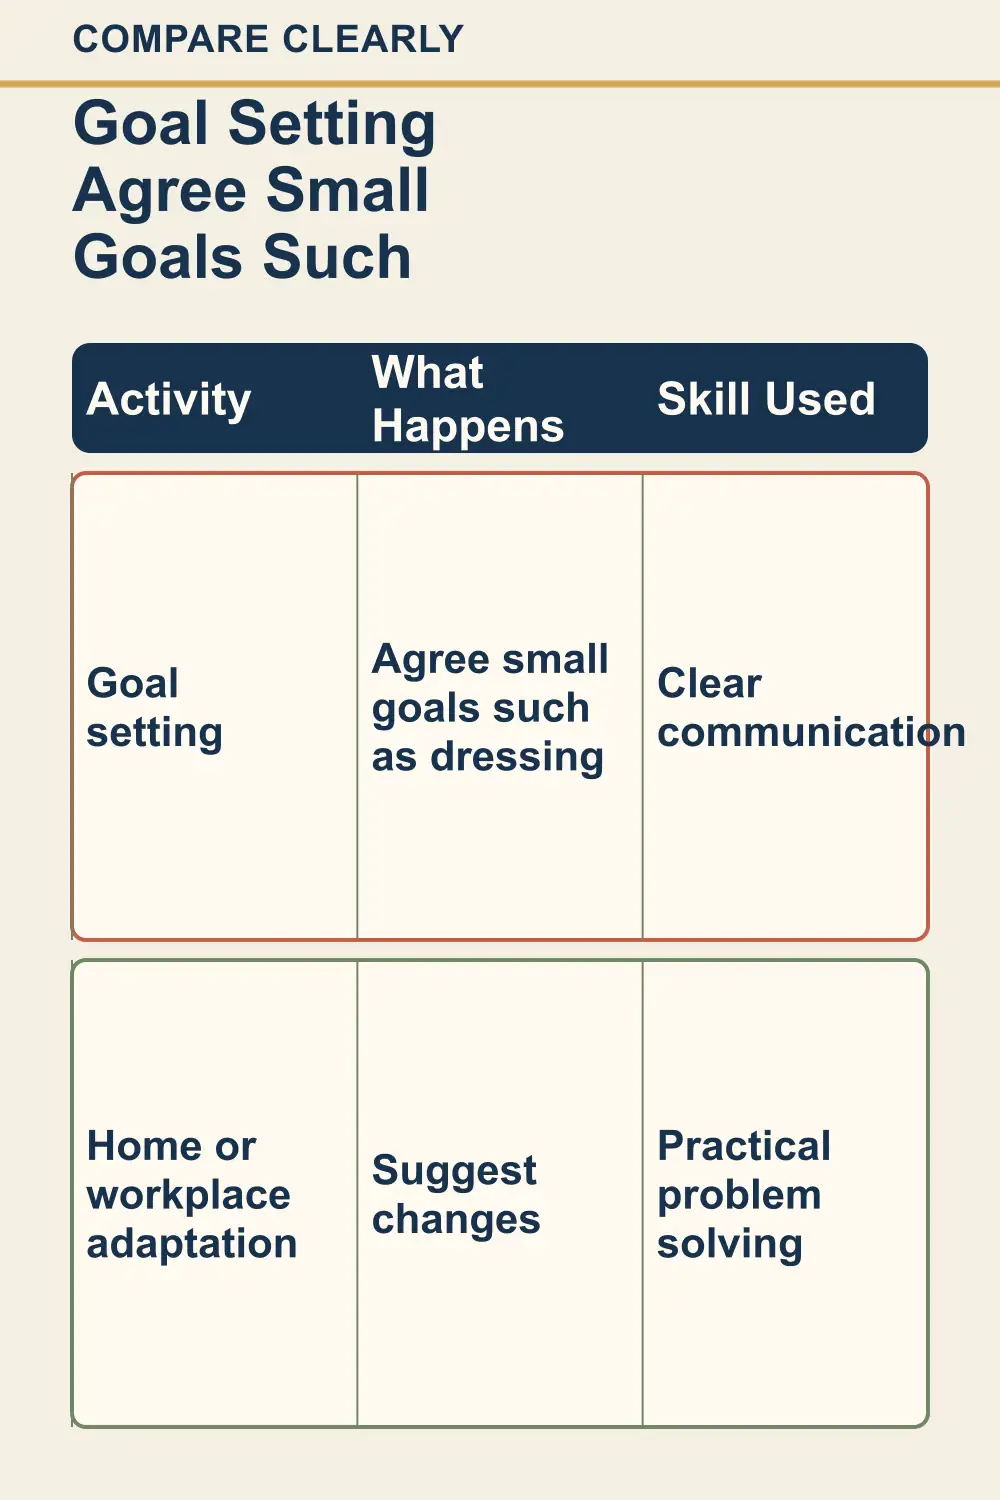 COMPARE CLEARLY
Goal Setting
Agree Small
Goals Such
Activity
What
Happens
Skill Used
Goal
setting
Agree small
goals such
as dressing
Clear
communication
Home or
workplace
adaptation
Suggest
changes
Practical
problem
solving